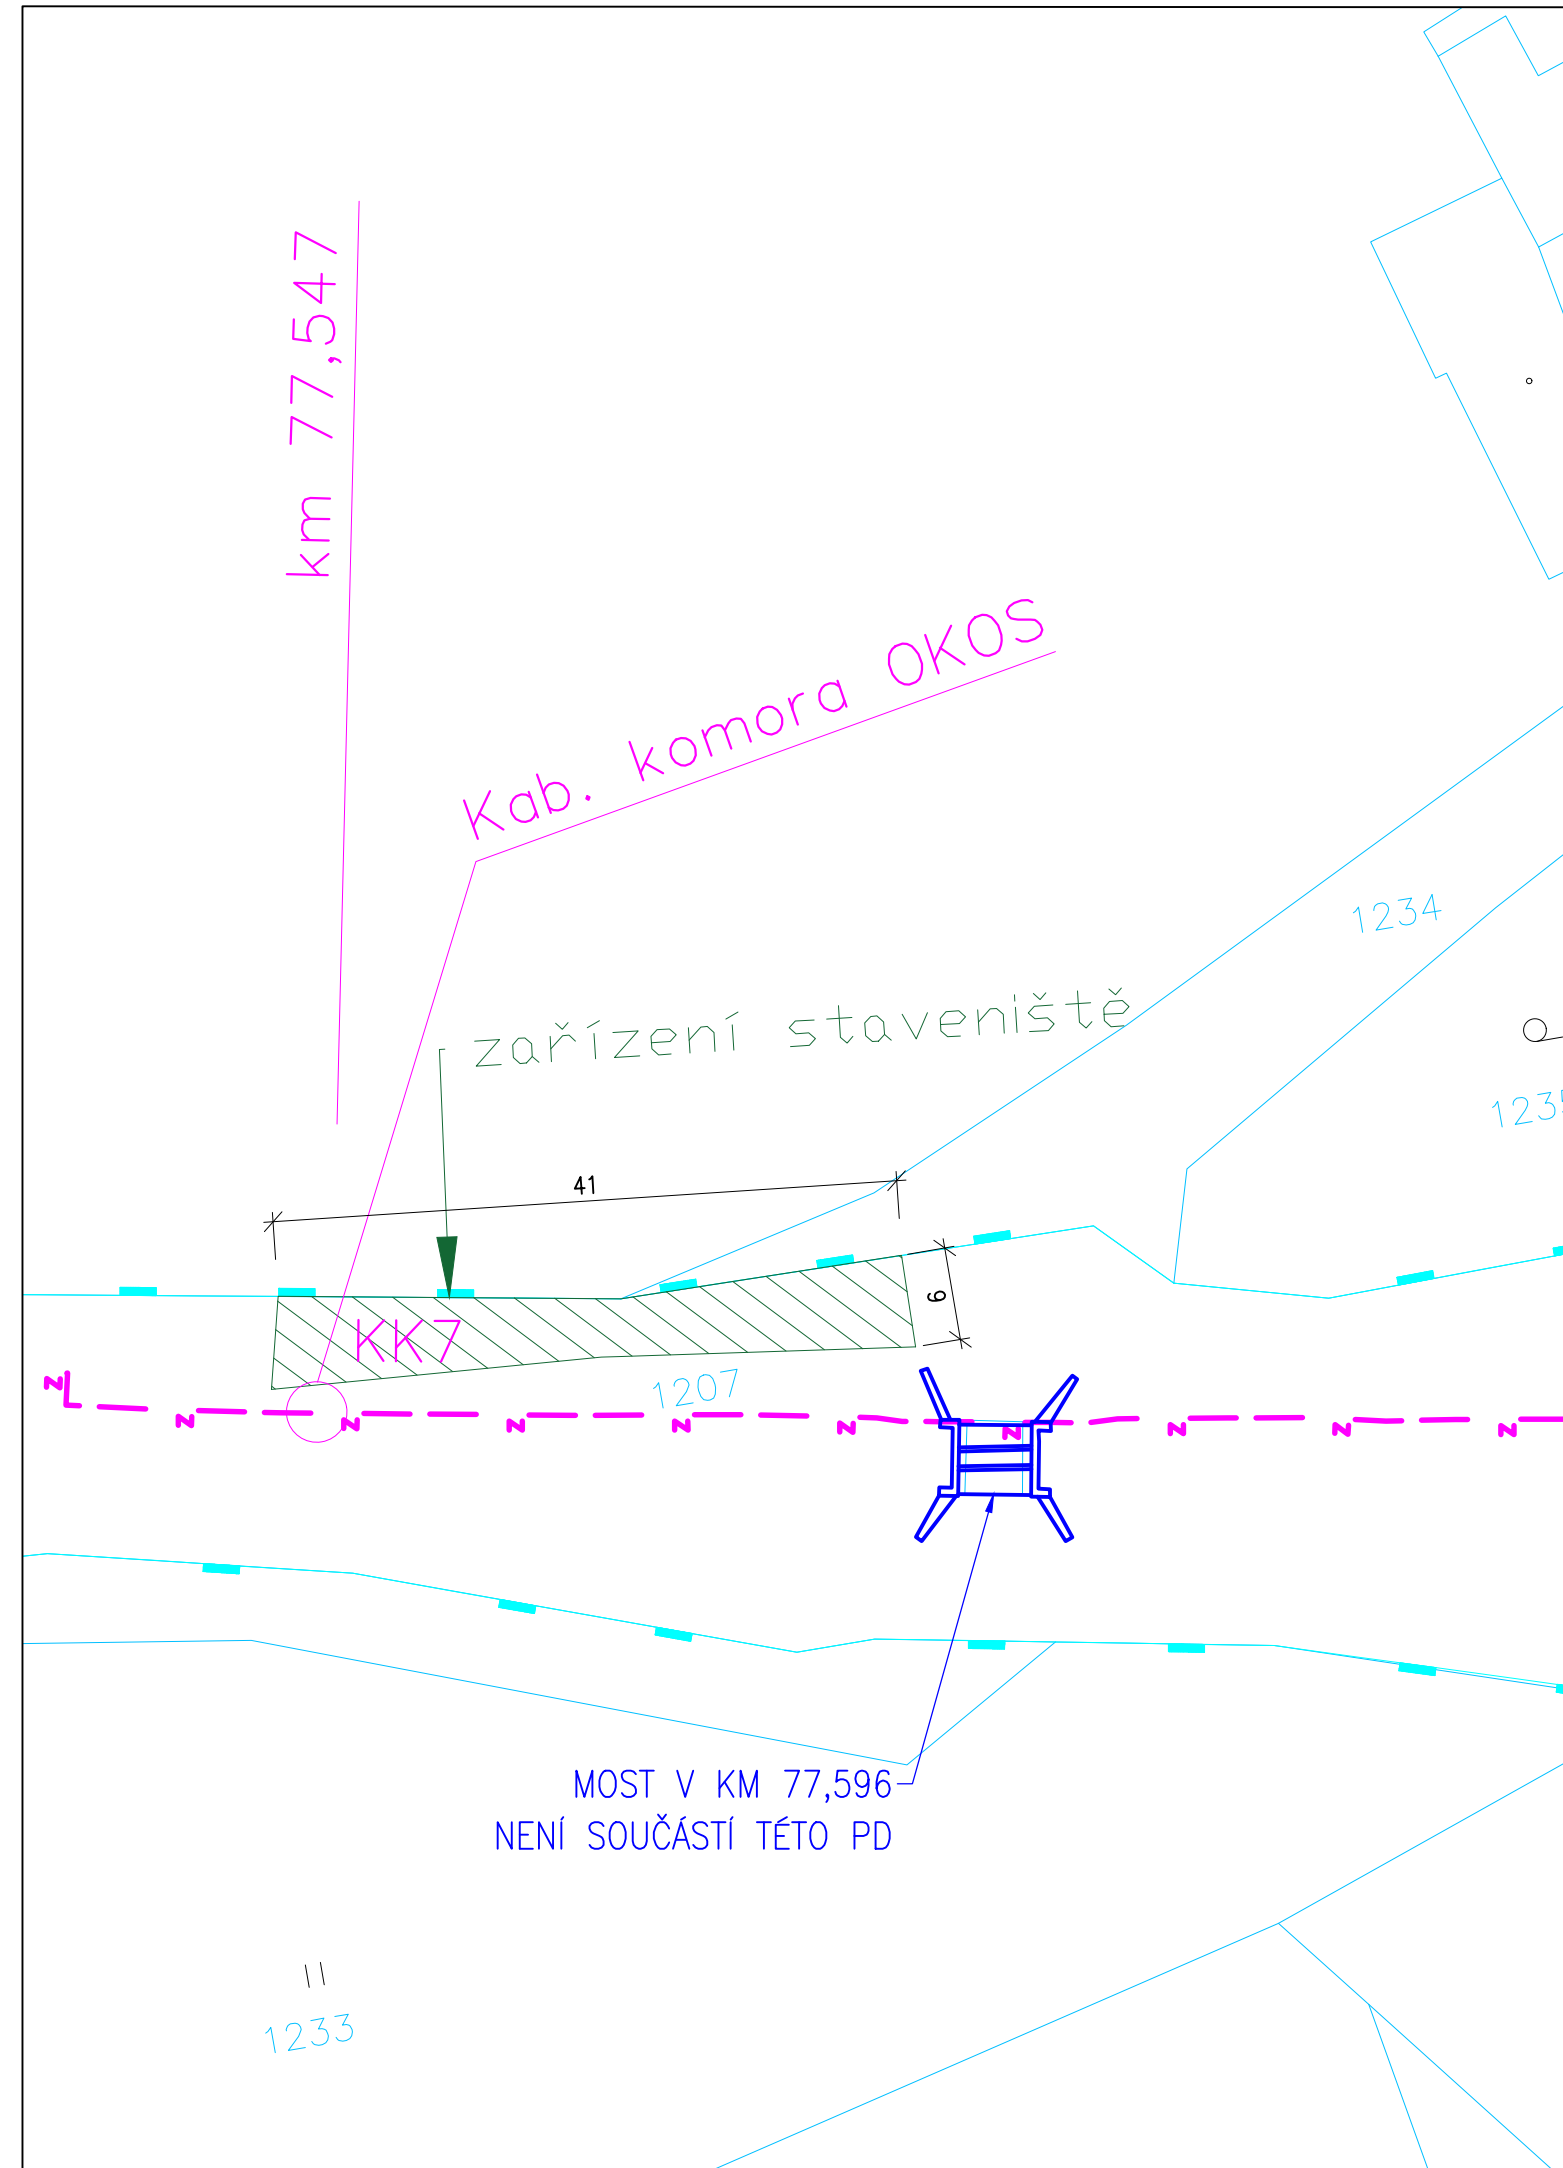 km 77,547
Kab. komora OKOS
1234
zařízení staveniště
1235
41
6
KK7
1207
N N N N N N N N N N
MOST V KM 77,596
NENÍ SOUČÁSTÍ TÉTO PD
1233